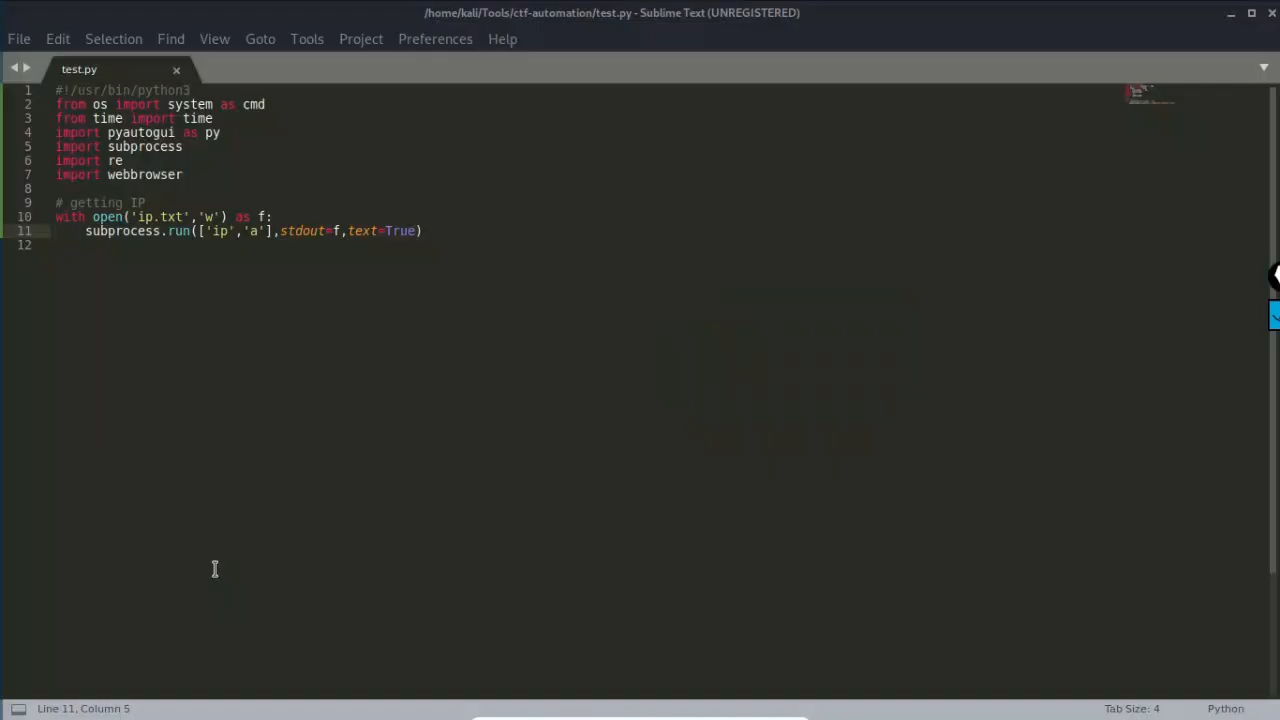 /home/kali/Tools/ctf-automation/test.py - Sublime Text (UNREGISTERED)
File Edit Selection Find View Goto Tools Project Preferences Help
test.py
1 #!/usr/bin/python3
2 from os import system as cmd
3 from time import time
4 import pyautogui as py
5 import subprocess
6 import re
7 import webbrowser
8
9 # getting IP
10 with open('ip.txt','w') as f:
11     subprocess.run(['ip','a'],stdout=f,text=True)
12
Line 11, Column 5 Tab Size: 4 Python